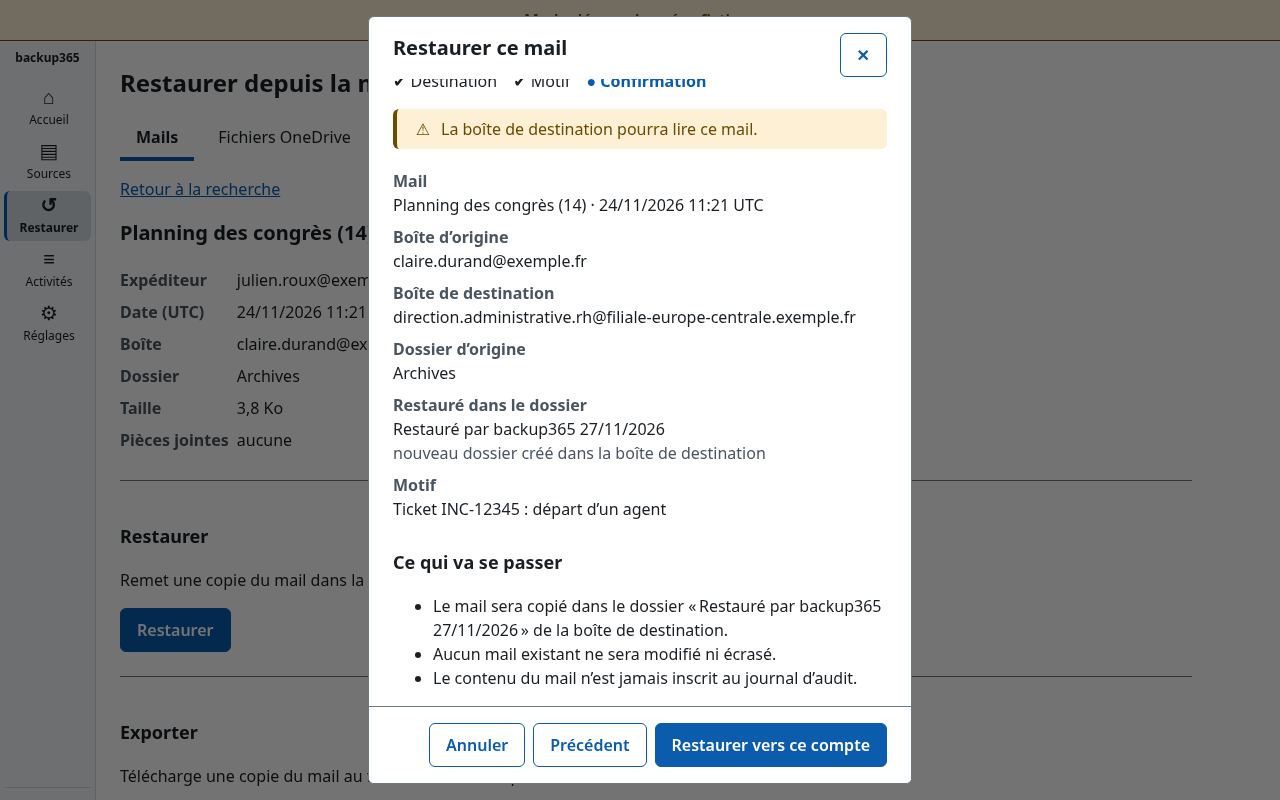 backup365
Accueil
Sources
Restaurer
Activités
Réglages
Restaurer depuis la
Mails
Fichiers OneDrive
Retour à la recherche
Planning des congrès (14
Expéditeur
julien.roux@exem
Date (UTC)
24/11/2026 11:21
Boîte
claire.durand@ex
Dossier
Archives
Taille
3,8 Ko
Pièces jointes
aucune
Restaurer
Remet une copie du mail dans la
Restaurer
Exporter
Télécharge une copie du mail au
Restaurer ce mail
×
✔ Destination ✔ Motif ● Confirmation
⚠ La boîte de destination pourra lire ce mail.
Mail
Planning des congrès (14) · 24/11/2026 11:21 UTC
Boîte d’origine
claire.durand@exemple.fr
Boîte de destination
direction.administrative.rh@filiale-europe-centrale.exemple.fr
Dossier d’origine
Archives
Restauré dans le dossier
Restauré par backup365 27/11/2026
nouveau dossier créé dans la boîte de destination
Motif
Ticket INC-12345 : départ d’un agent
Ce qui va se passer
• Le mail sera copié dans le dossier « Restauré par backup365
27/11/2026 » de la boîte de destination.
• Aucun mail existant ne sera modifié ni écrasé.
• Le contenu du mail n’est jamais inscrit au journal d’audit.
Annuler
Précédent
Restaurer vers ce compte